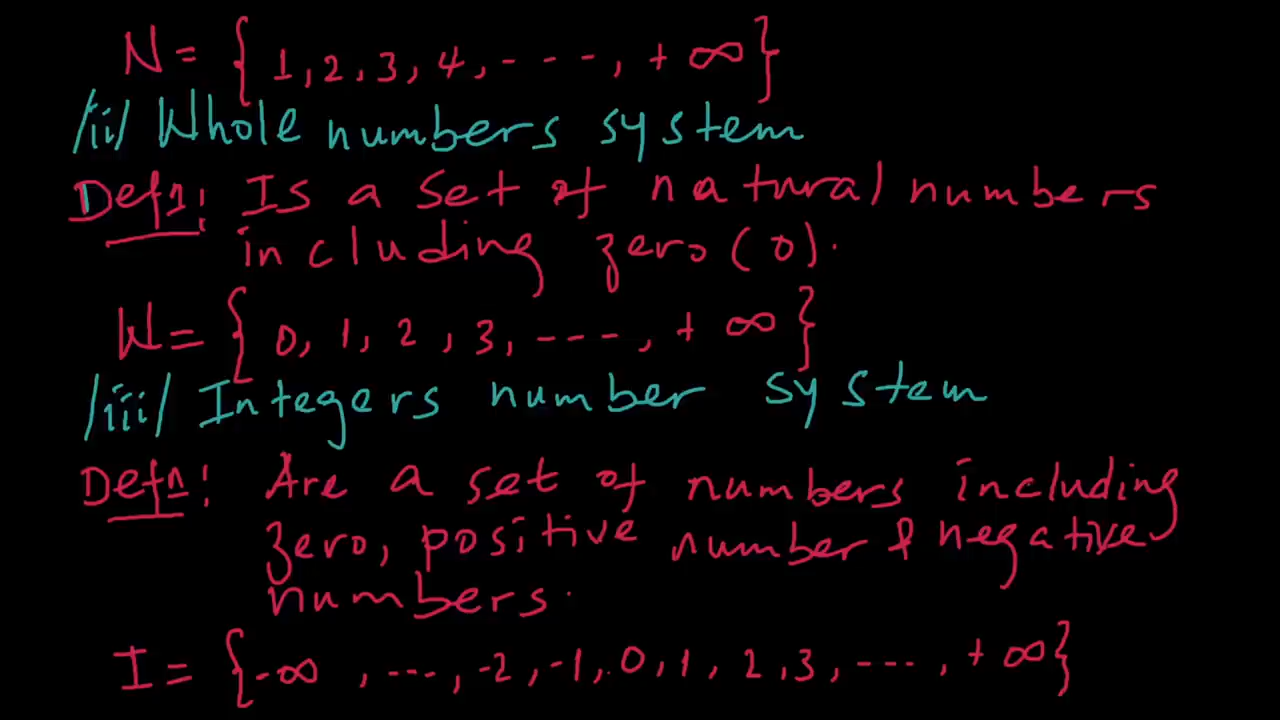 N = { 1, 2, 3, 4, - - -, + ∞ }
/ii/ Whole numbers system
Defn: Is a set of natural numbers
including zero (0).
W = { 0, 1, 2, 3, - - - -, + ∞ }
/iii/ Integers number system
Defn: Are a set of numbers including
zero, positive number & negative
numbers.
I = { -∞, - - - -, -2, -1, 0, 1, 2, 3, - - - -, + ∞ }